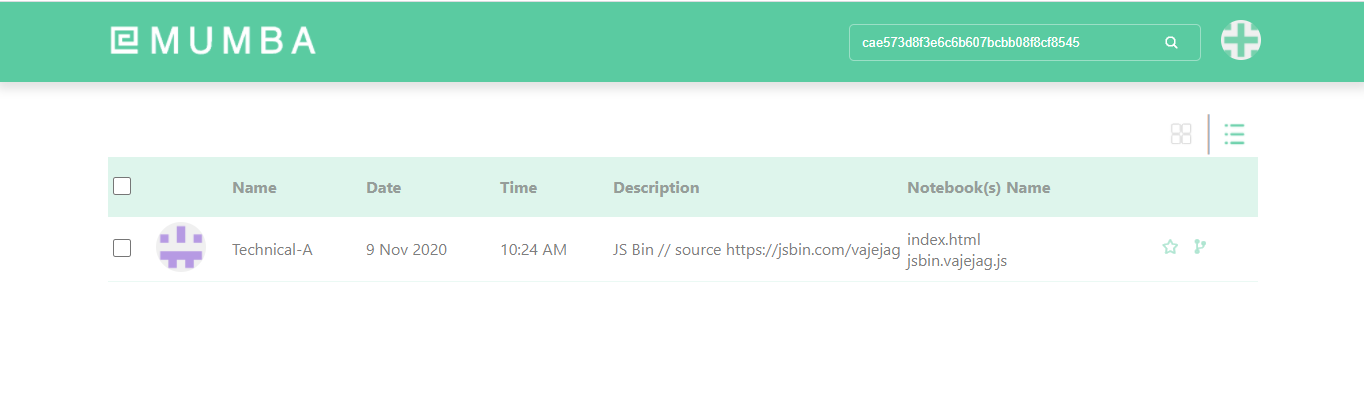 EMUMBA
cae573d8f3e6c6b607bcbb08f8cf8545
Name Date Time Description Notebook(s) Name
Technical-A 9 Nov 2020 10:24 AM JS Bin // source https://jsbin.com/vajejag index.html
jsbin.vajejag.js